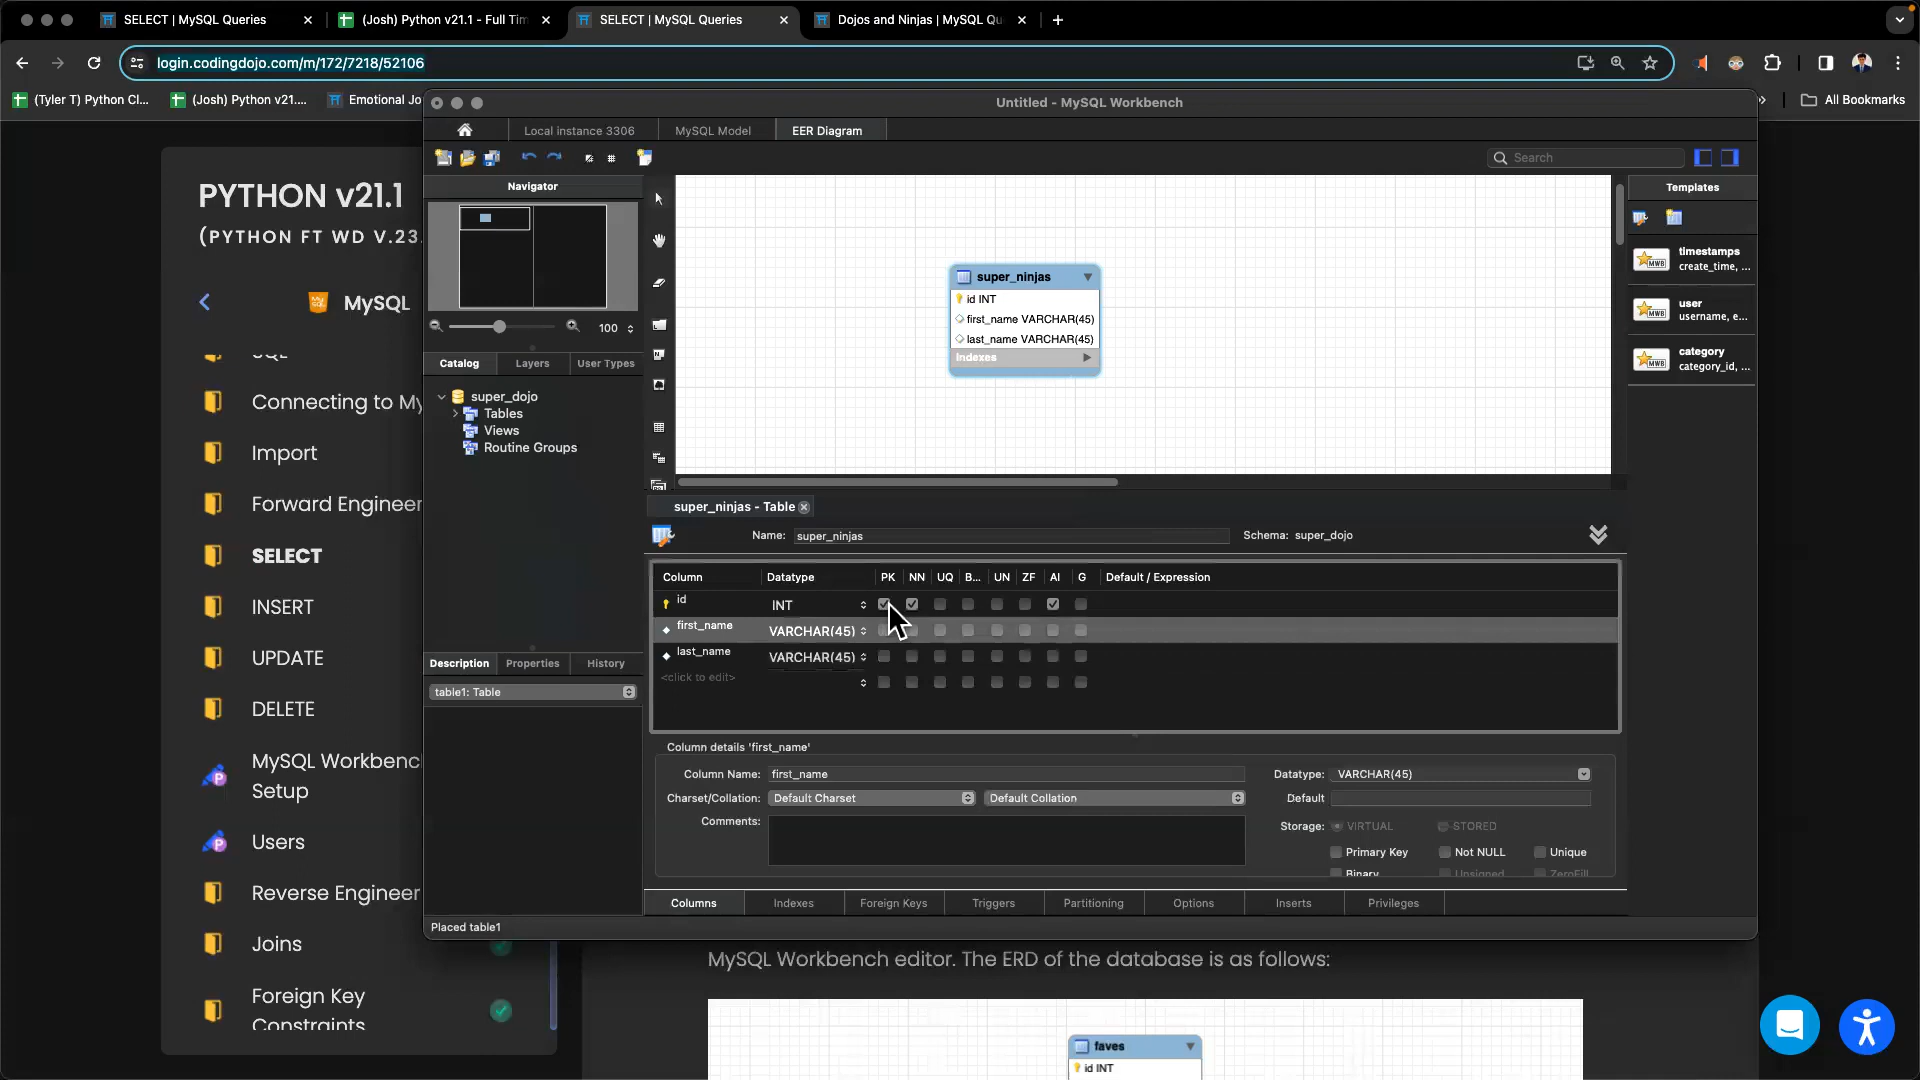 SELECT | MySQL Queries
(Josh) Python v21.1 - Full Tim
SELECT | MySQL Queries
Dojos and Ninjas | MySQL Qu
login.codingdojo.com/m/172/7218/52106
(Tyler T) Python Cl...
(Josh) Python v21....
Emotional Jo
All Bookmarks
Untitled - MySQL Workbench
Local instance 3306
MySQL Model
EER Diagram
Search
PYTHON v21.1
(PYTHON FT WD V.23.
MySQL
SQL
Connecting to My
Import
Forward Engineer
SELECT
INSERT
UPDATE
DELETE
MySQL Workbenc
Setup
Users
Reverse Engineer
Joins
Foreign Key
Constraints
Navigator
100
Catalog
Layers
User Types
super_dojo
Tables
Views
Routine Groups
Description
Properties
History
table1: Table
Placed table1
super_ninjas
id INT
first_name VARCHAR(45)
last_name VARCHAR(45)
Indexes
Templates
timestamps
create_time, ...
user
username, e...
category
category_id, ...
super_ninjas - Table
Name: super_ninjas
Schema: super_dojo
Column Datatype PK NN UQ B... UN ZF AI G Default / Expression
id INT
first_name VARCHAR(45)
last_name VARCHAR(45)
<click to edit>
Column details 'first_name'
Column Name: first_name
Datatype: VARCHAR(45)
Charset/Collation: Default Charset Default Collation
Default
Comments:
Storage: VIRTUAL STORED
Primary Key Not NULL Unique
Binary Unsigned ZeroFill
Columns
Indexes
Foreign Keys
Triggers
Partitioning
Options
Inserts
Privileges
MySQL Workbench editor. The ERD of the database is as follows:
faves
id INT